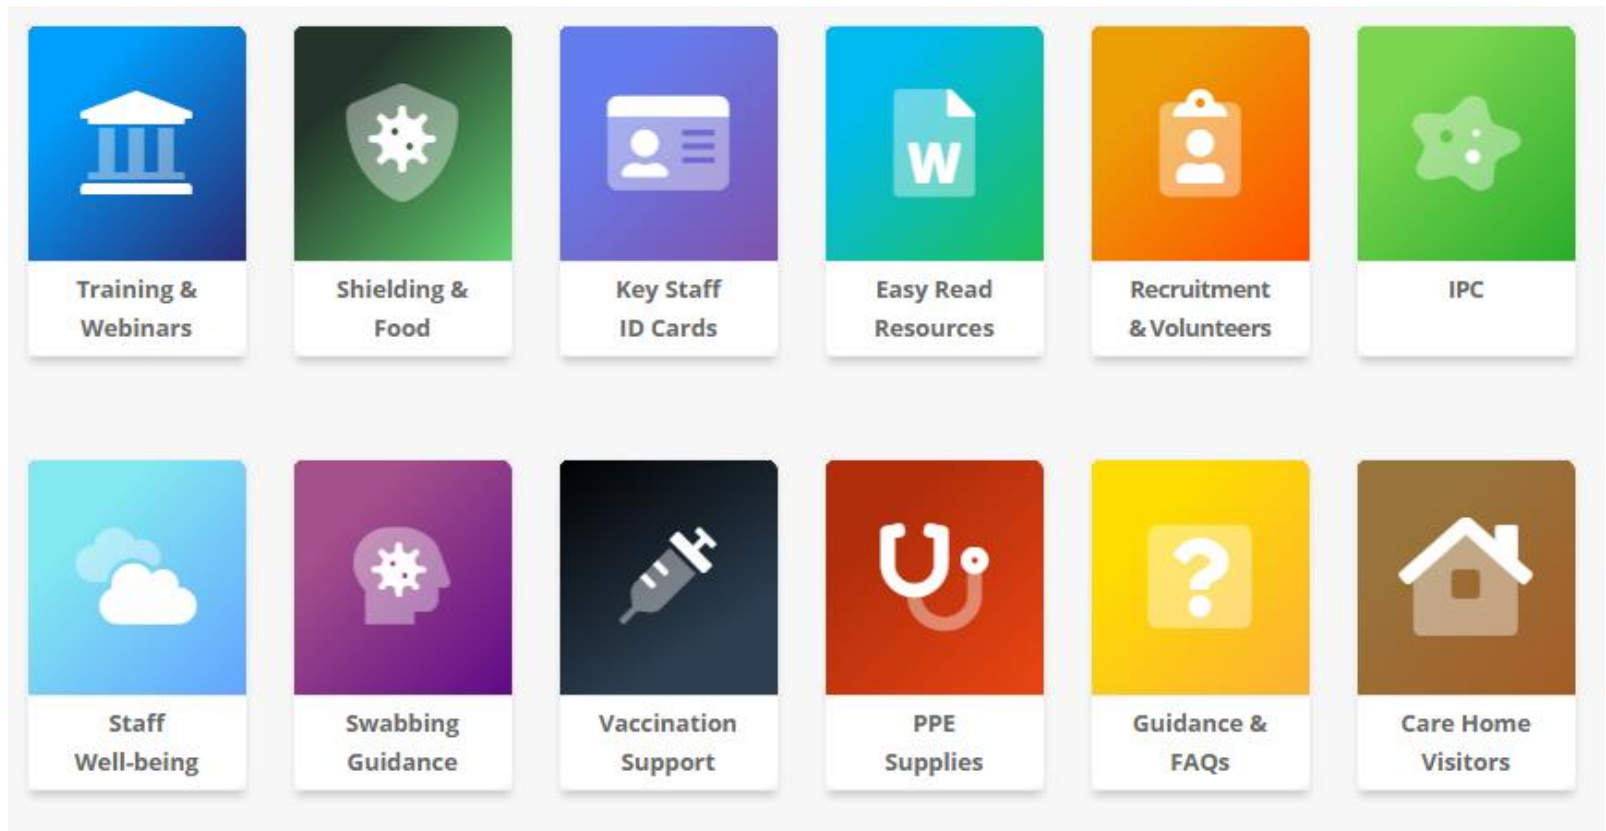 W
Training &
Webinars
Shielding &
Food
Key Staff
ID Cards
Easy Read
Resources
Recruitment
& Volunteers
IPC
?
Staff
Well-being
Swabbing
Guidance
Vaccination
Support
PPE
Supplies
Guidance &
FAQs
Care Home
Visitors